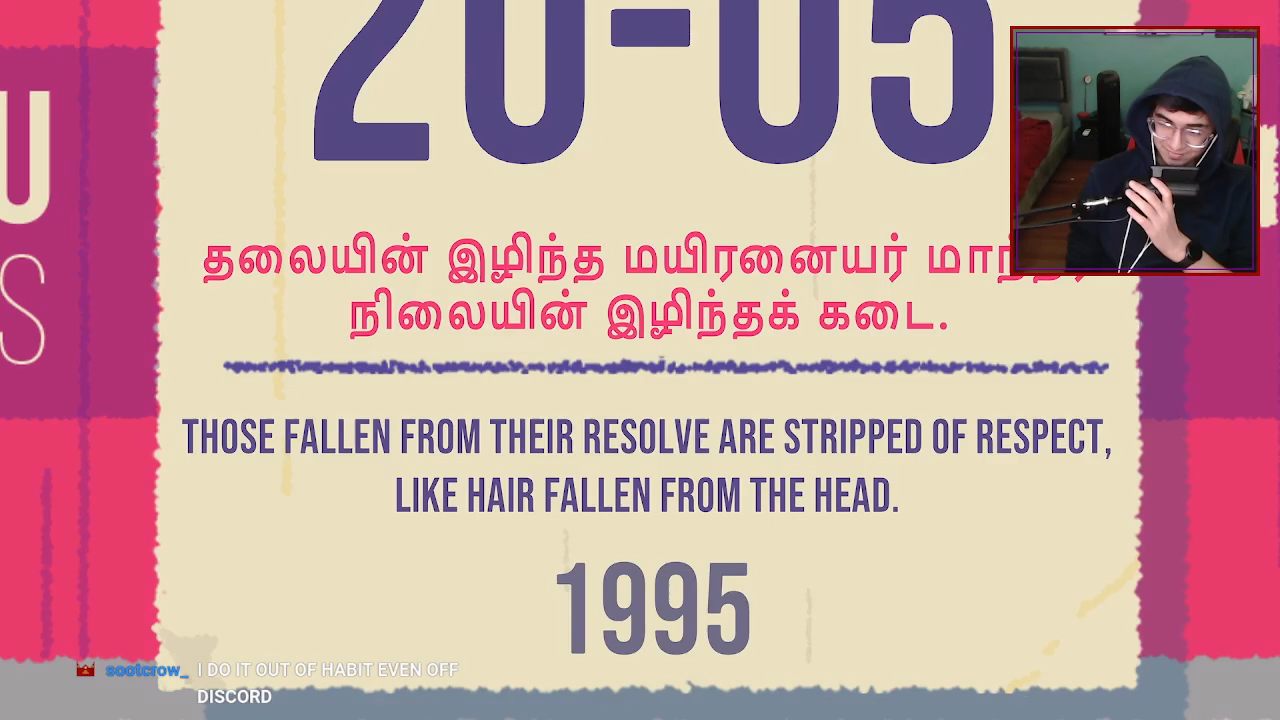 U
S
20-05
தலையின் இழிந்த மயிரனையர்
நிலையின் இழிந்தக் கடை.
THOSE FALLEN FROM THEIR RESOLVE ARE STRIPPED OF RESPECT,
LIKE HAIR FALLEN FROM THE HEAD.
1995
sootcrow_ I DO IT OUT OF HABIT EVEN OFF
DISCORD